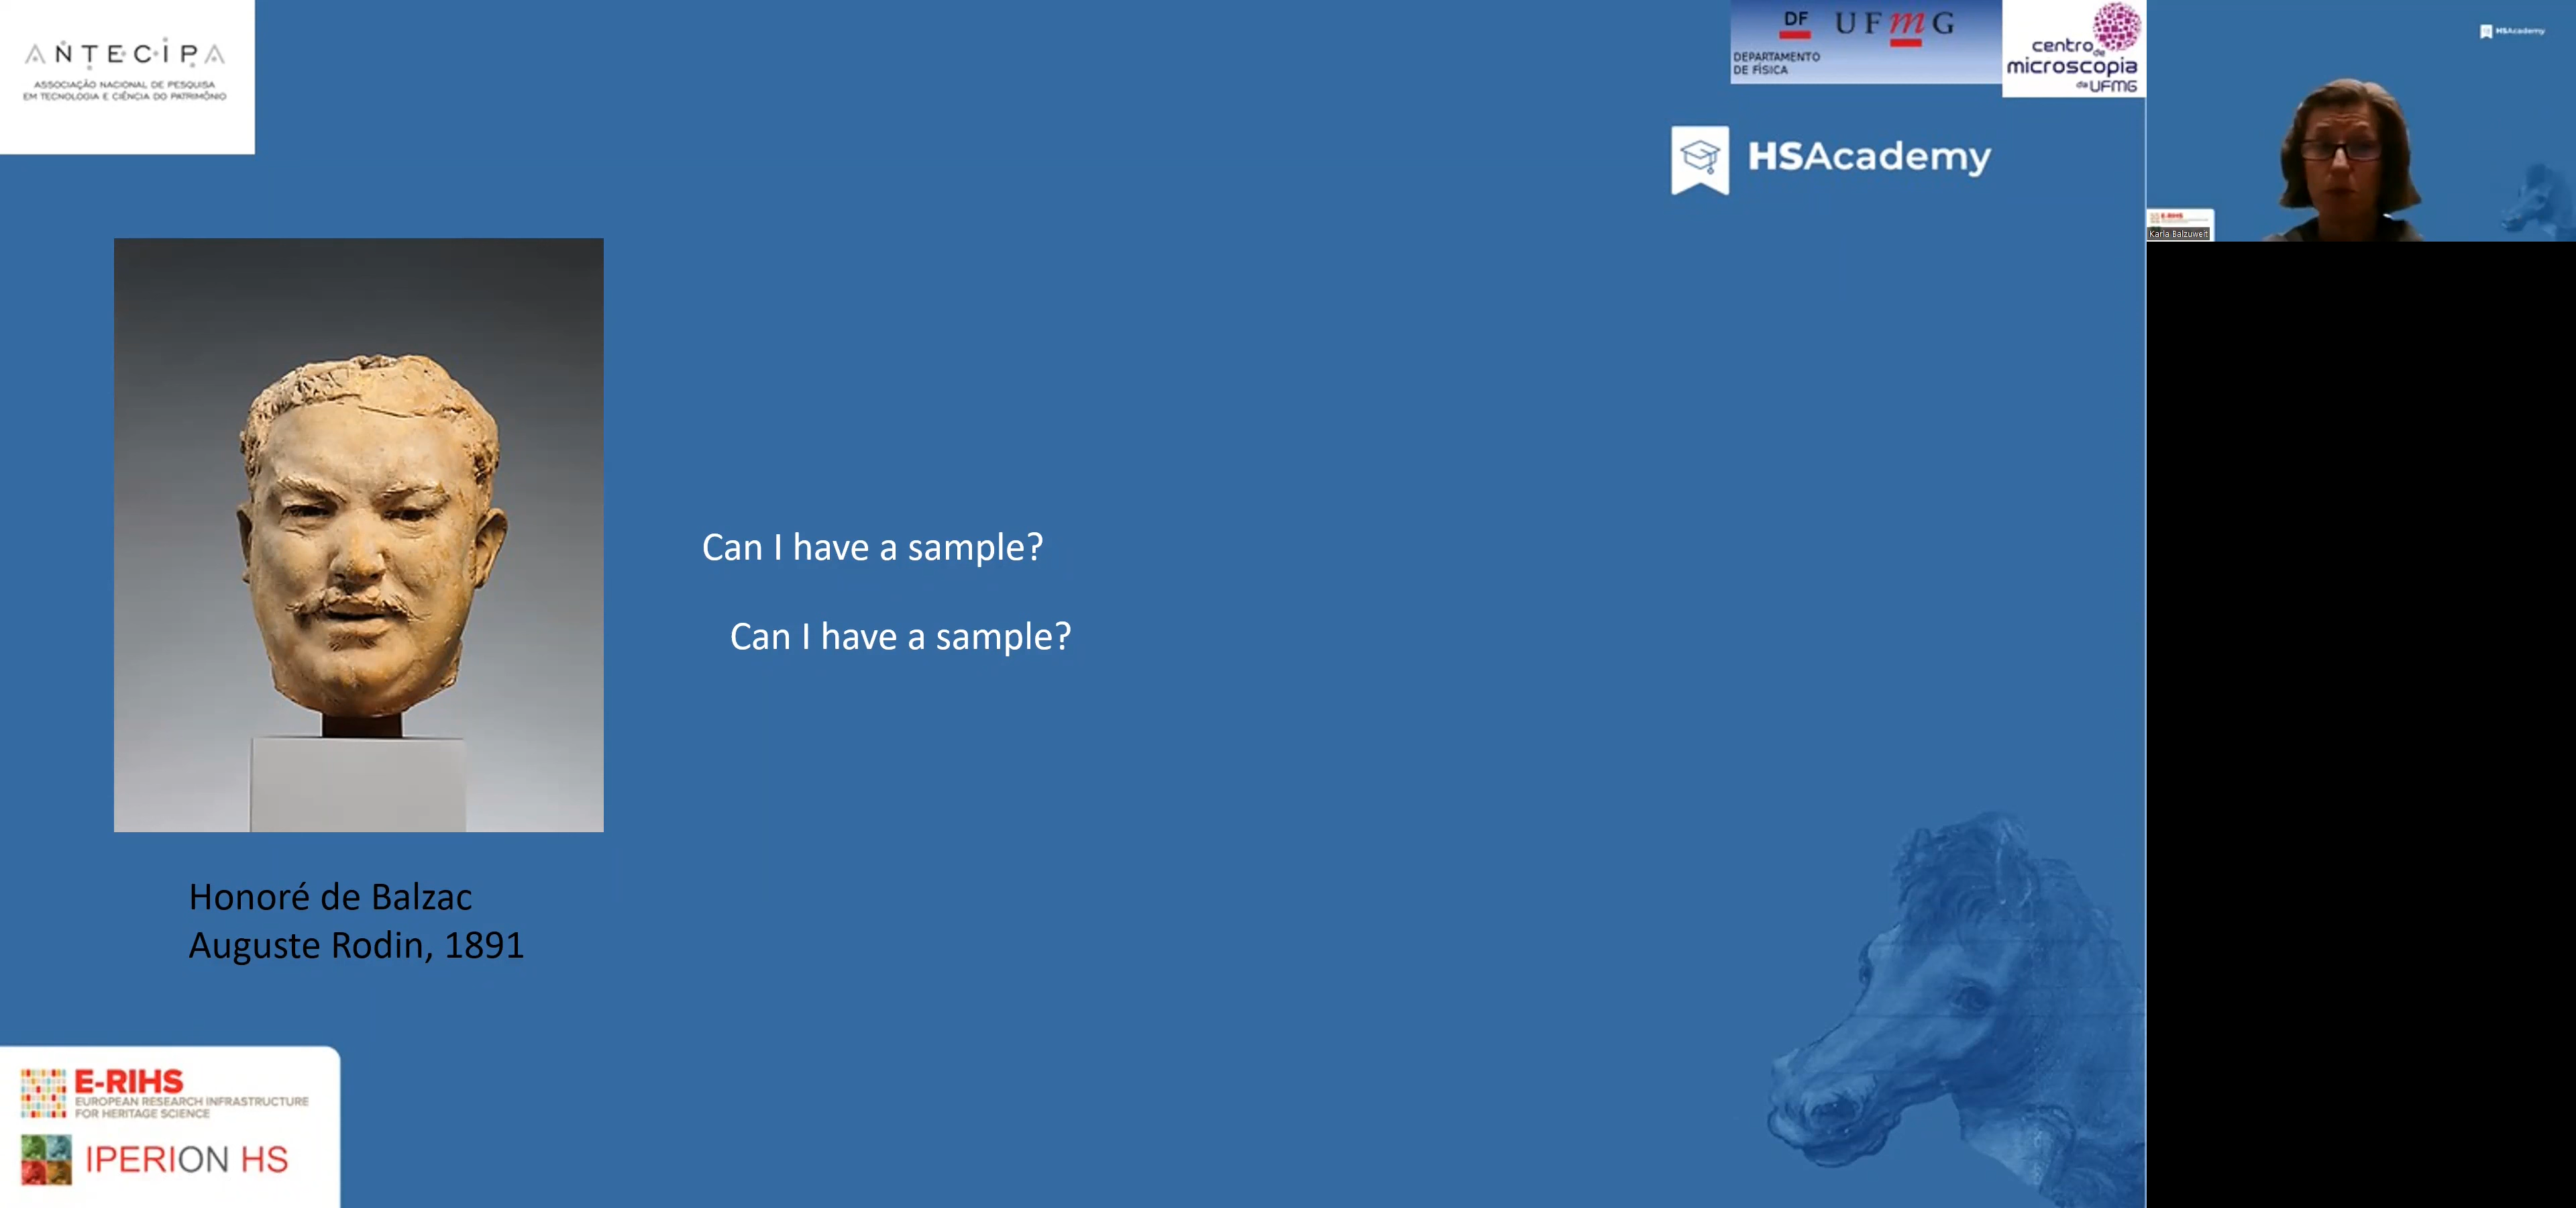 ANTECIPA
ASSOCIAÇÃO NACIONAL DE PESQUISA
EM TECNOLOGIA E CIÊNCIA DO PATRIMÔNIO
DF UFmG
DEPARTAMENTO
DE FÍSICA
centro de
microscopia
da UFMG
HSAcademy
HSAcademy
E-RIHS
Karla Balzuweit
Can I have a sample?
Can I have a sample?
Honoré de Balzac
Auguste Rodin, 1891
E-RIHS
EUROPEAN RESEARCH INFRASTRUCTURE
FOR HERITAGE SCIENCE
IPERION HS